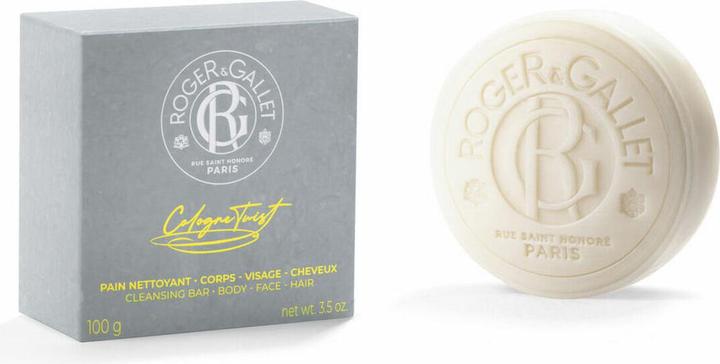 ROGER & GALLET
RG
RUE SAINT HONORÉ
PARIS
Cologne Twist
PAIN NETTOYANT - CORPS - VISAGE - CHEVEUX
CLEANSING BAR - BODY - FACE - HAIR
100 g
net wt. 3.5 oz.
ROGER & GALLET
RG
RUE SAINT HONORÉ
PARIS